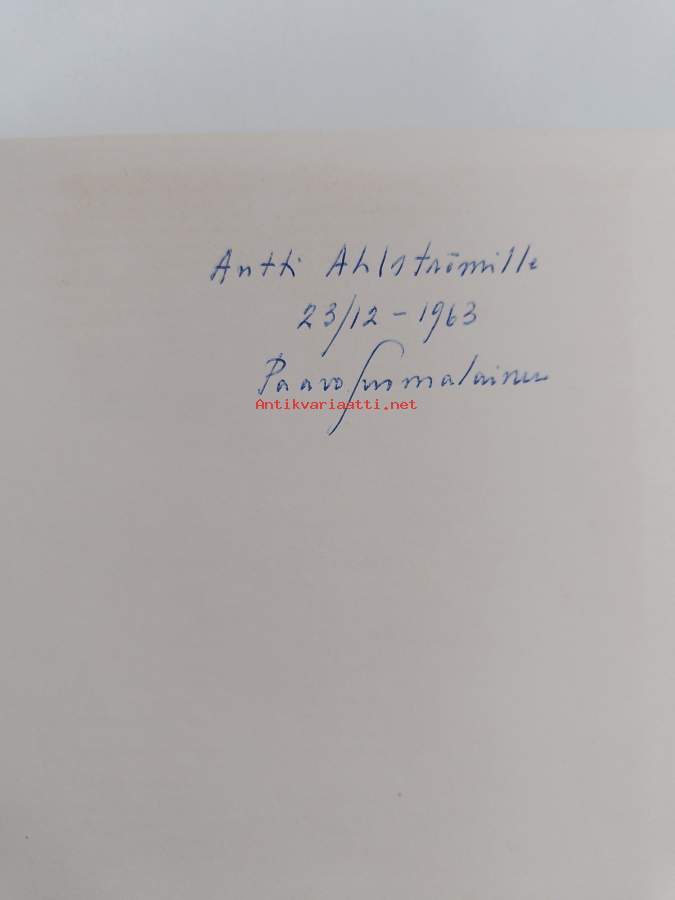 Antti Ahlströmille
23/12 - 1963
Paavo Suomalainen
Antikvariaatti.net